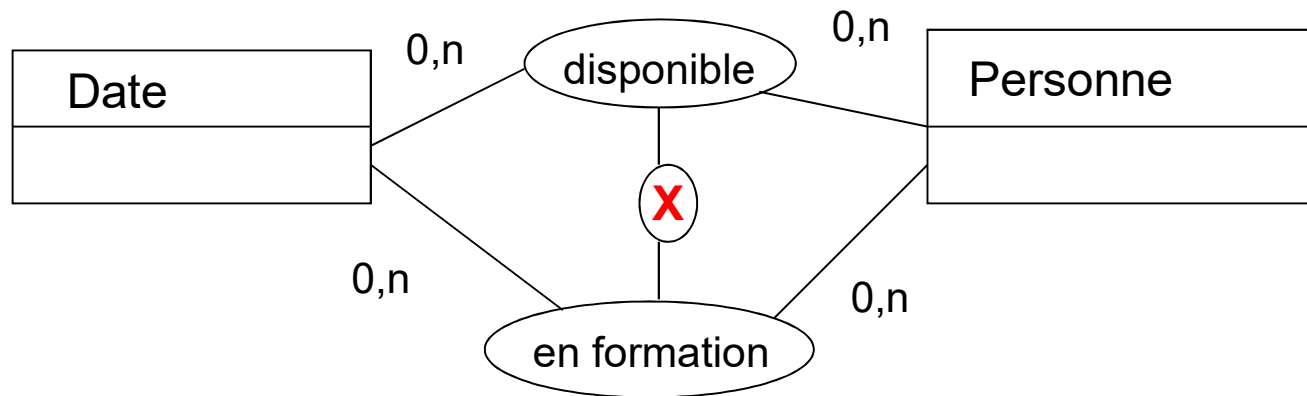 0,n
0,n
Date
disponible
Personne
X
0,n
0,n
en formation